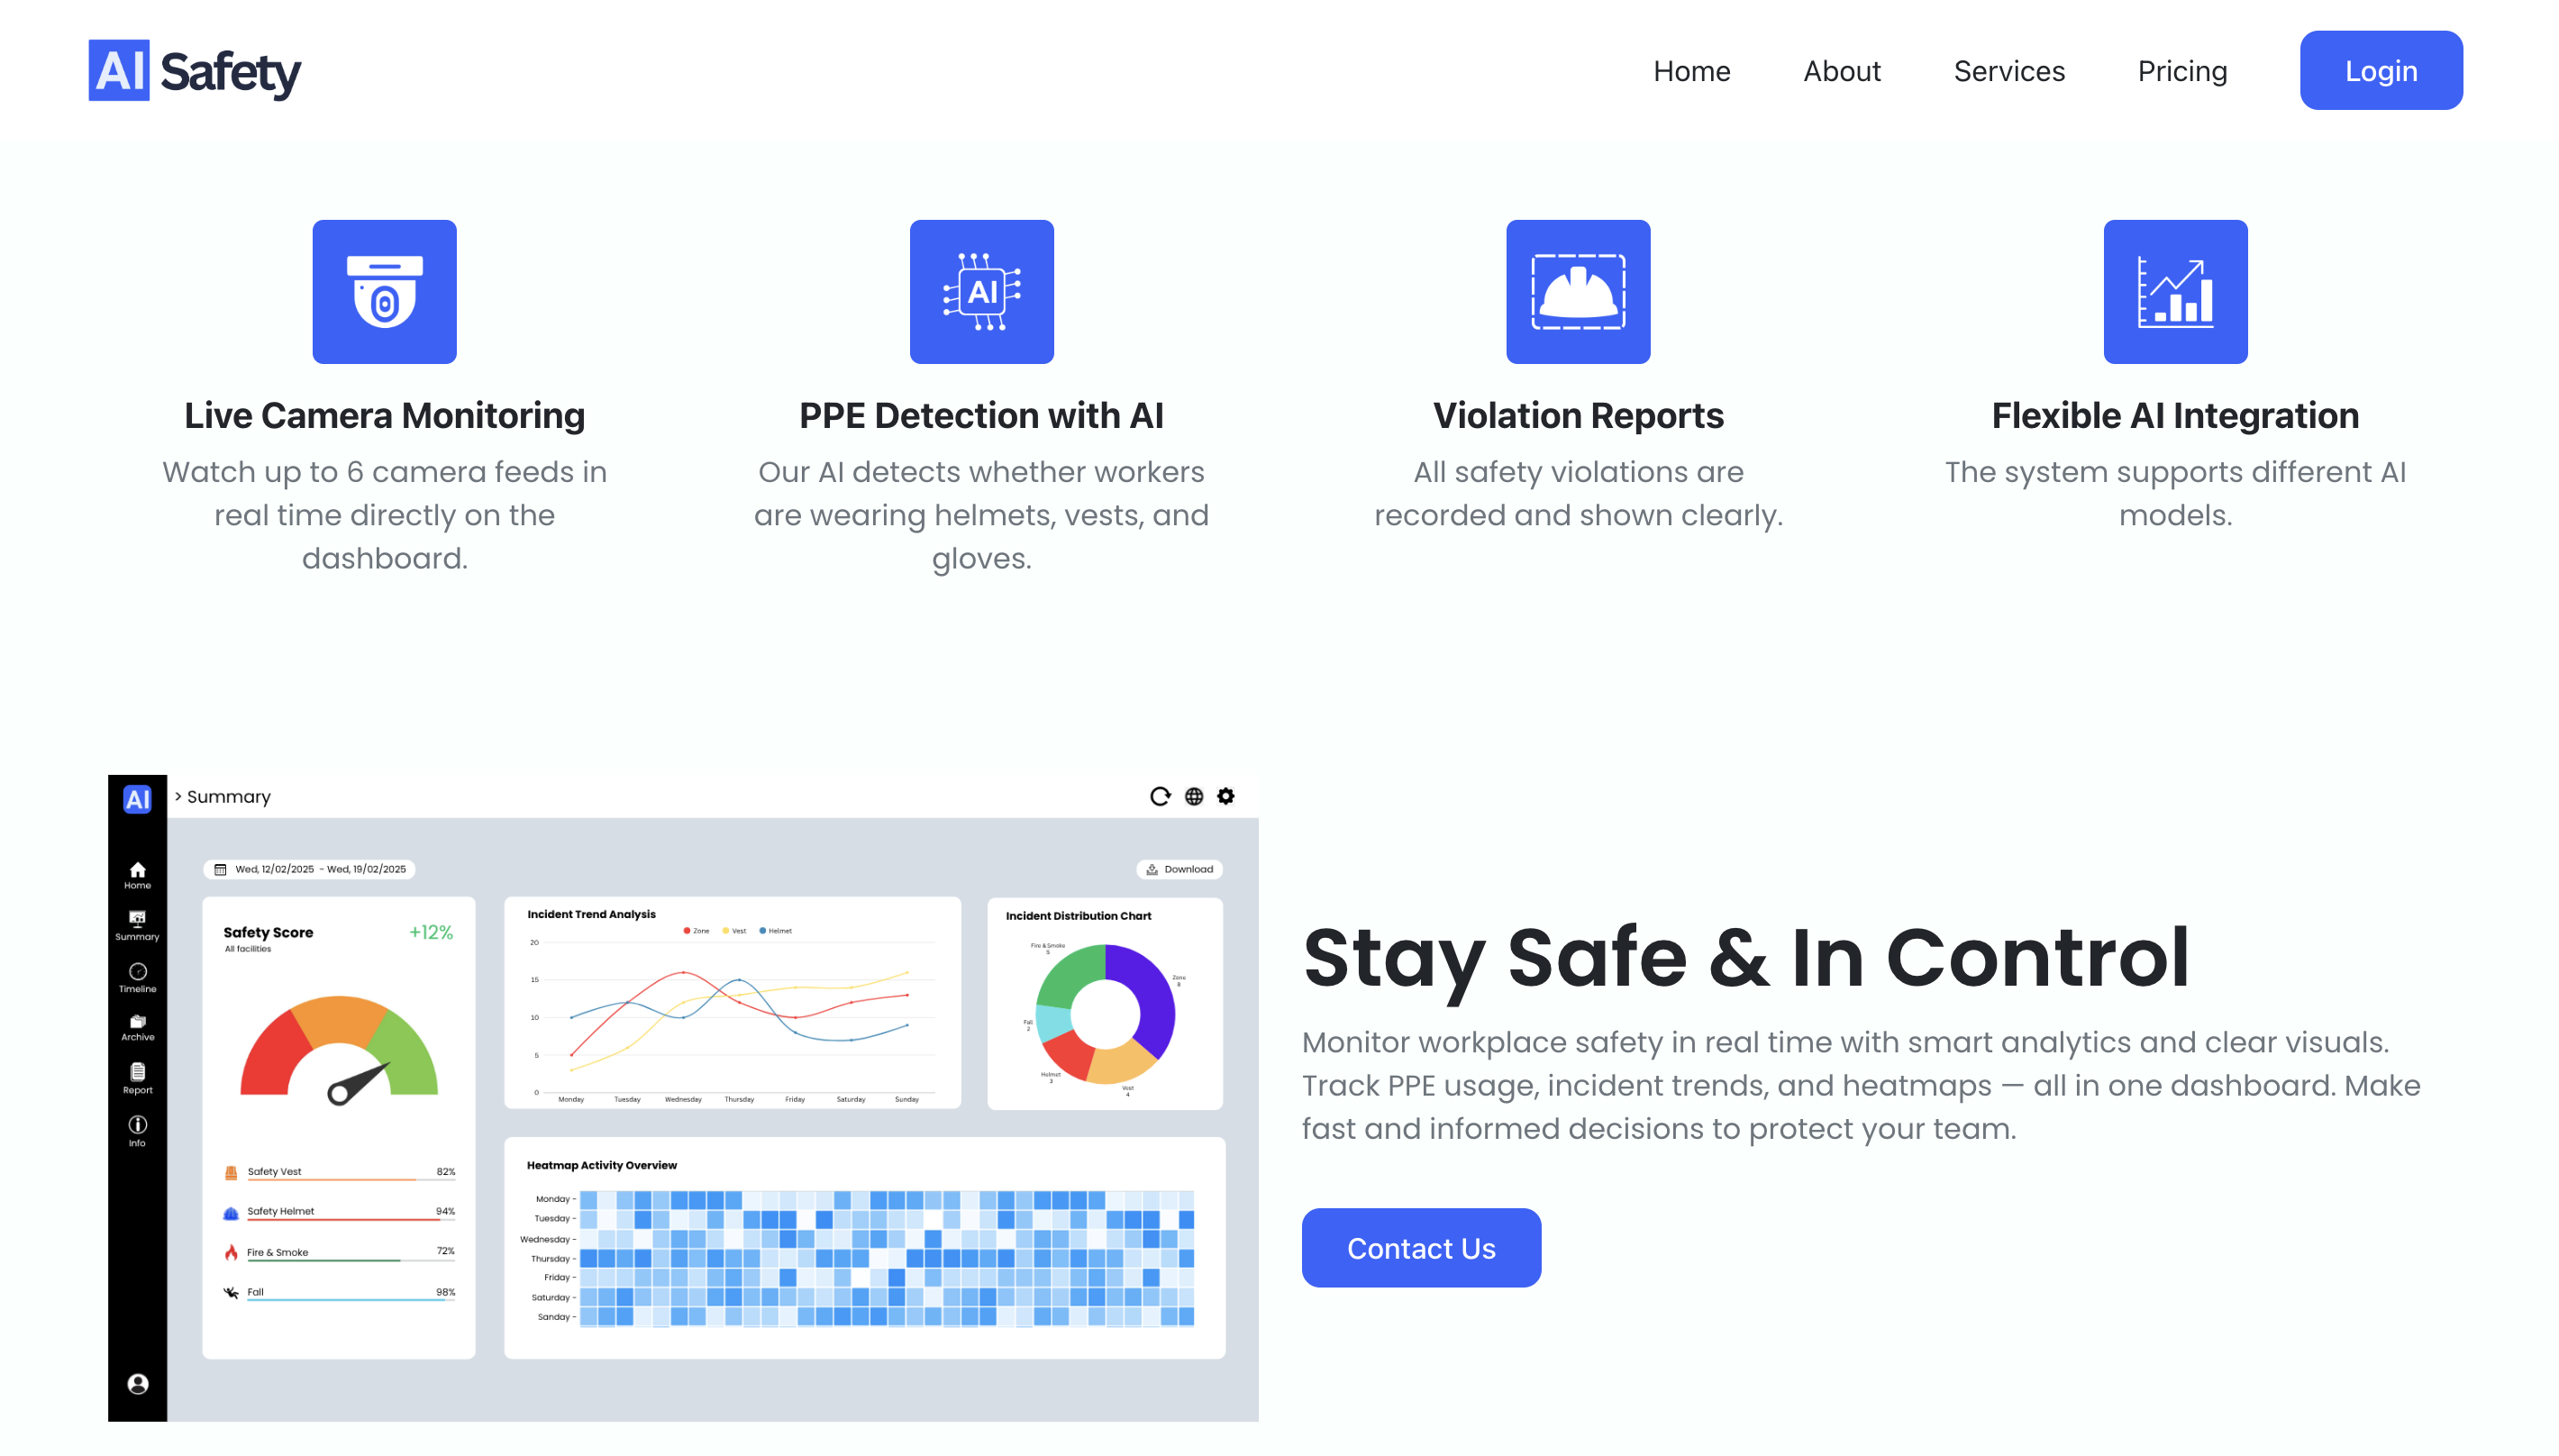 AI Safety
Home About Services Pricing Login
AI
Live Camera Monitoring
Watch up to 6 camera feeds in
real time directly on the
dashboard.
PPE Detection with AI
Our AI detects whether workers
are wearing helmets, vests, and
gloves.
Violation Reports
All safety violations are
recorded and shown clearly.
Flexible AI Integration
The system supports different AI
models.
AI
> Summary
Home
Summary
Timeline
Archive
Report
Info
Wed, 12/02/2025 - Wed, 19/02/2025
Download
Safety Score
+12%
All facilities
Safety Vest 82%
Safety Helmet 94%
Fire & Smoke 72%
Fall 98%
Incident Trend Analysis
Zone Vest Helmet
20
15
10
5
0
Monday Tuesday Wednesday Thursday Friday Saturday Sunday
Incident Distribution Chart
Fire & Smoke
5
Zone
8
Fall
2
Helmet
3
Vest
4
Heatmap Activity Overview
Monday -
Tuesday -
Wednesday -
Thursday -
Friday -
Saturday -
Sanday -
Stay Safe & In Control
Monitor workplace safety in real time with smart analytics and clear visuals.
Track PPE usage, incident trends, and heatmaps — all in one dashboard. Make
fast and informed decisions to protect your team.
Contact Us